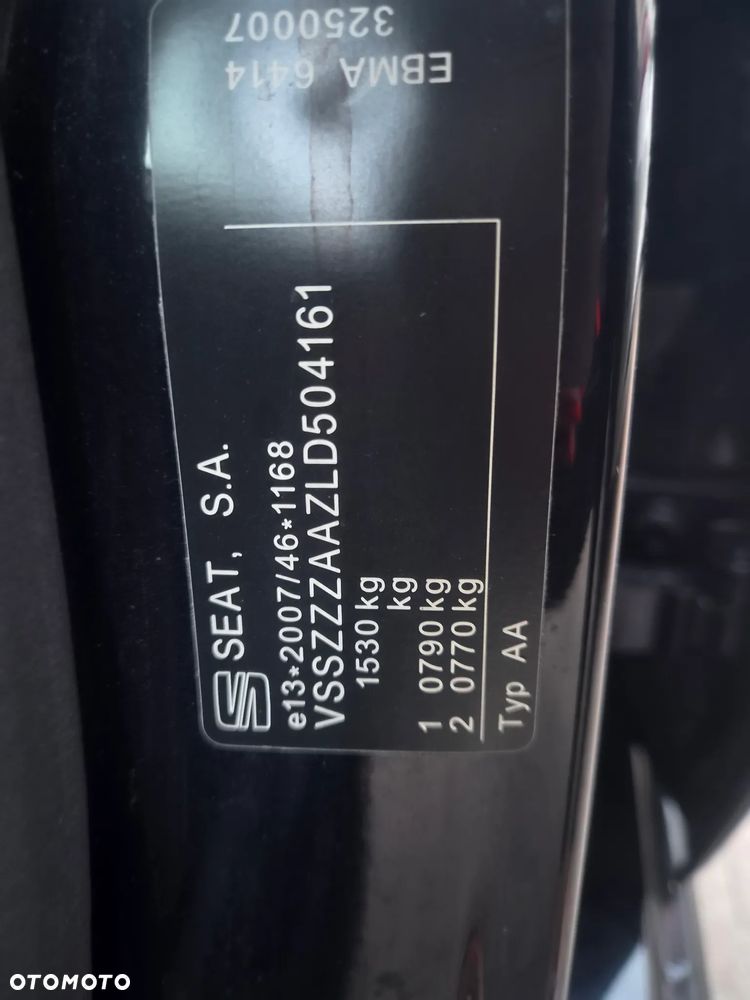 SEAT, S.A.
e13*2007/46*1168
VSSZZZAAZLD504161
1530 kg
kg
1 0790 kg
2 0770 kg
Typ AA
EBMA 6414
3250007
OTOMOTO